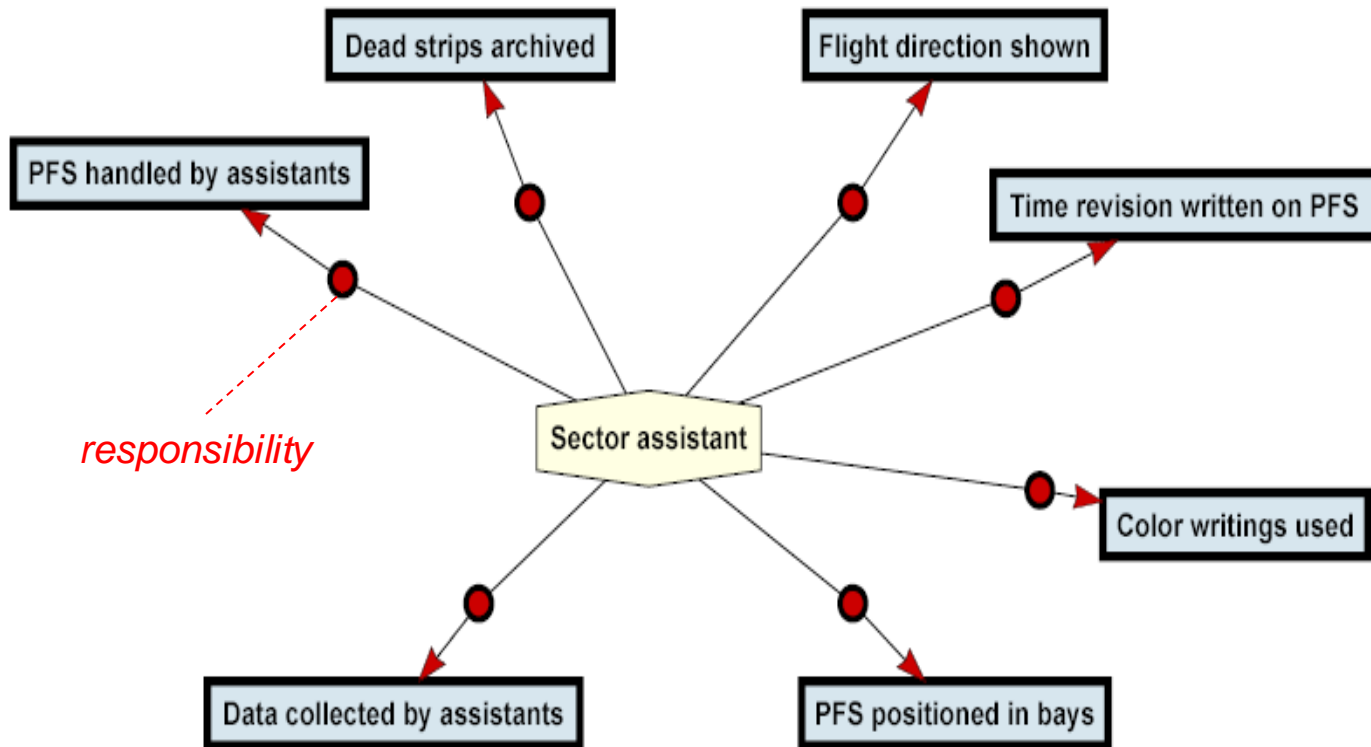 Dead strips archived
Flight direction shown
PFS handled by assistants
Time revision written on PFS
responsibility
Sector assistant
Color writings used
Data collected by assistants
PFS positioned in bays